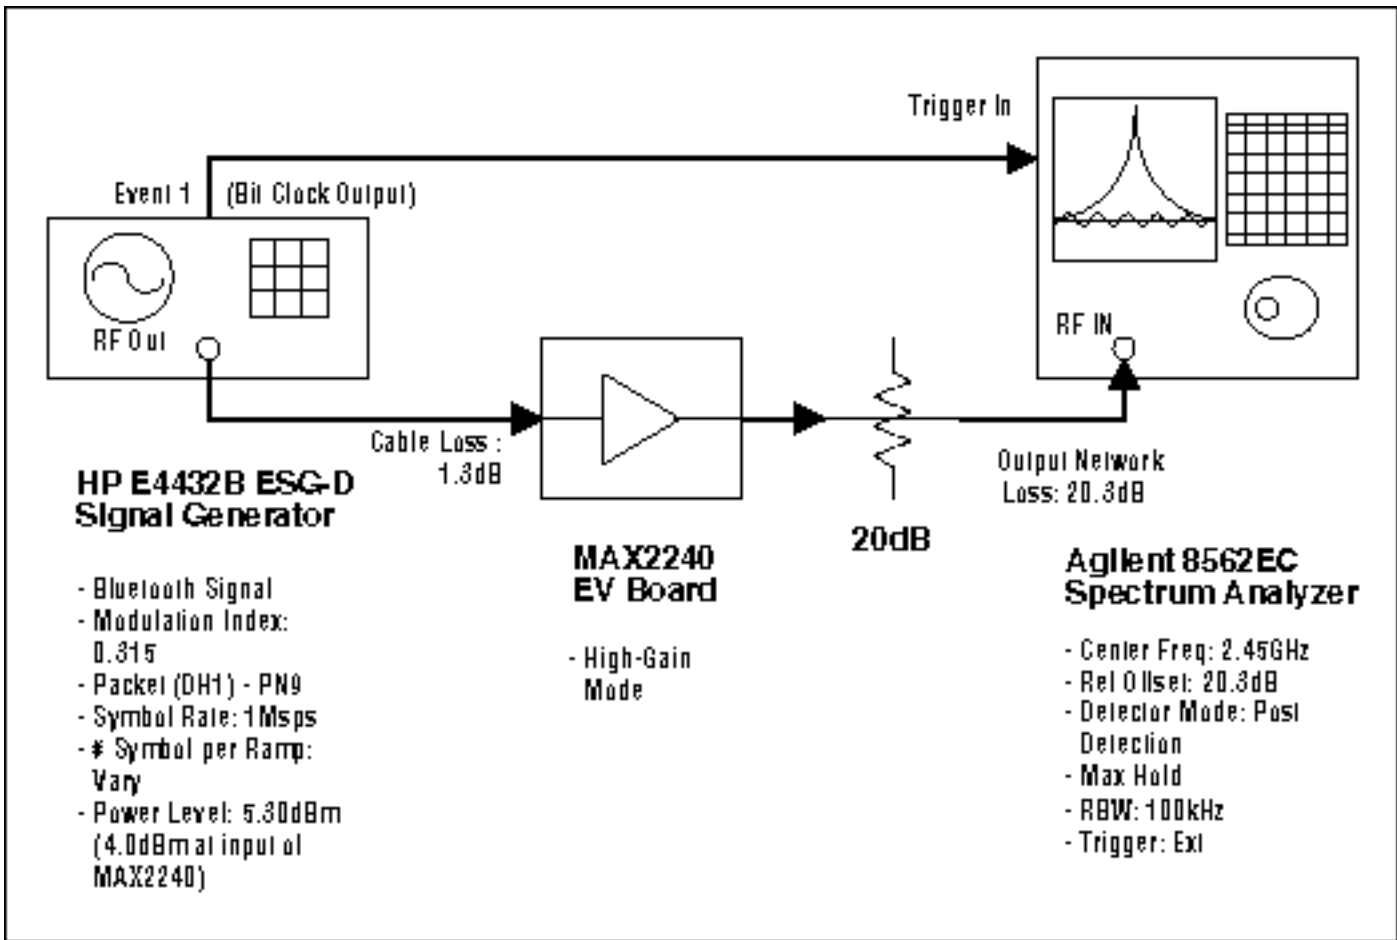 Trigger In
Event 1 (Bit Clock Output)
RF Out
RF IN
Cable Loss :
1.3dB
Output Network
Loss: 20.3dB
20dB
HP E4432B ESG-D
Signal Generator
- Bluetooth Signal
- Modulation Index:
0.315
- Packet (DH1) - PN9
- Symbol Rate: 1Msps
- # Symbol per Ramp:
Vary
- Power Level: 5.30dBm
(4.0dBm at input of
MAX2240)
MAX2240
EV Board
- High-Gain
Mode
Agilent 8562EC
Spectrum Analyzer
- Center Freq: 2.45GHz
- Ref Offset: 20.3dB
- Detector Mode: Post
Detection
- Max Hold
- RBW: 100kHz
- Trigger: Ext